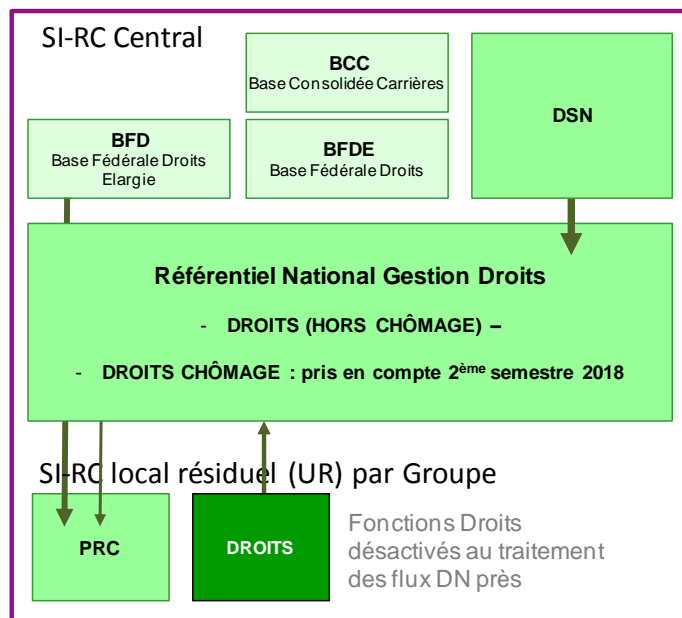 SI-RC Central
BCC
Base Consolidée Carrières
DSN
BFD
Base Fédérale Droits
Elargie
BFDE
Base Fédérale Droits
Référentiel National Gestion Droits
- DROITS (HORS CHÔMAGE) –
- DROITS CHÔMAGE : pris en compte 2ème semestre 2018
SI-RC local résiduel (UR) par Groupe
PRC
DROITS
Fonctions Droits
désactivés au traitement
des flux DN près